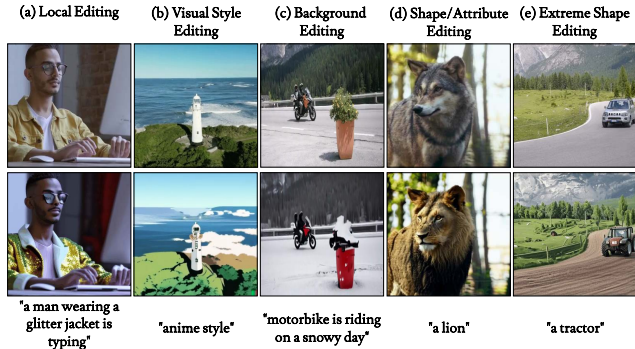 (a) Local Editing
(b) Visual Style
Editing
(c) Background
Editing
(d) Shape/Attribute
Editing
(e) Extreme Shape
Editing
"a man wearing a
glitter jacket is
typing"
"anime style"
"motorbike is riding
on a snowy day"
"a lion"
"a tractor"